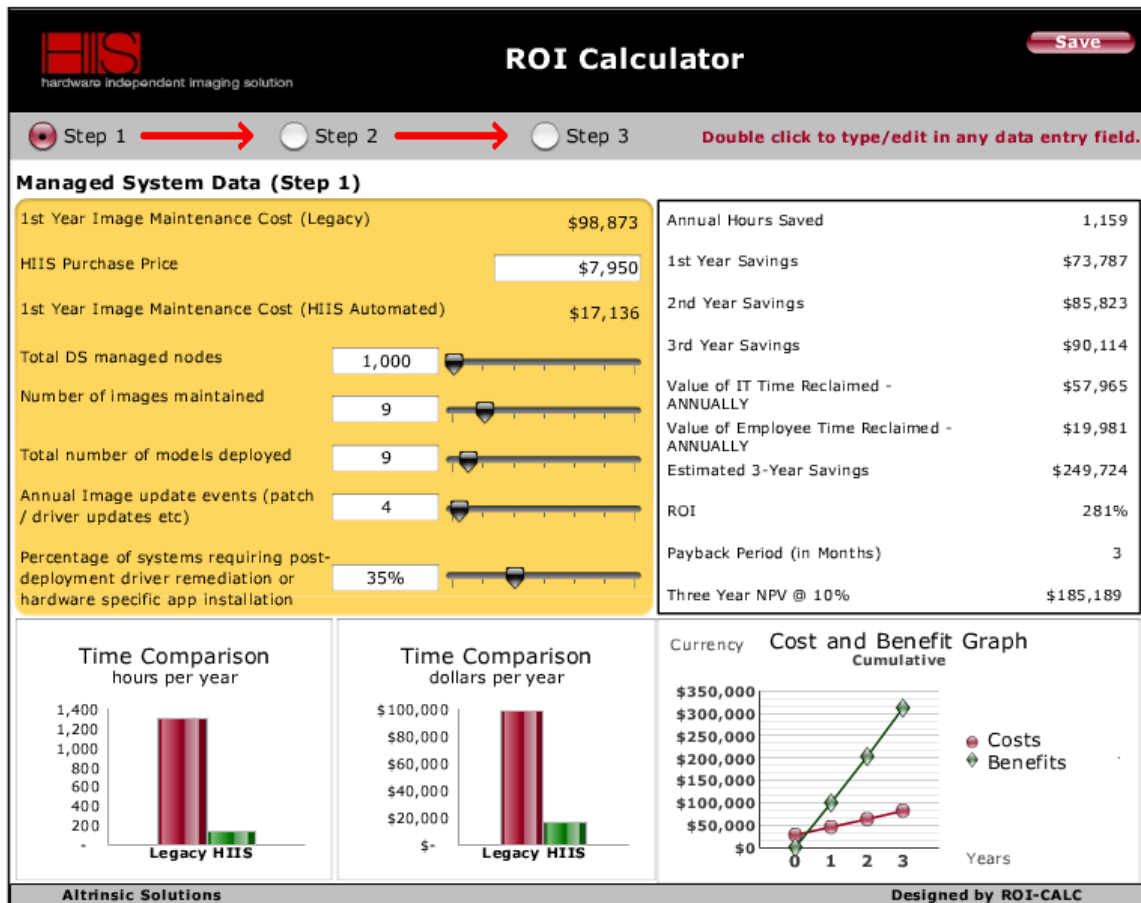 HIIS
hardware independent imaging solution
ROI Calculator
Save
Step 1
Step 2
Step 3
Double click to type/edit in any data entry field.
Managed System Data (Step 1)
1st Year Image Maintenance Cost (Legacy) $98,873
HIIS Purchase Price $7,950
1st Year Image Maintenance Cost (HIIS Automated) $17,136
Total DS managed nodes 1,000
Number of images maintained 9
Total number of models deployed 9
Annual Image update events (patch
/ driver updates etc) 4
Percentage of systems requiring post-
deployment driver remediation or 35%
hardware specific app installation
Annual Hours Saved 1,159
1st Year Savings $73,787
2nd Year Savings $85,823
3rd Year Savings $90,114
Value of IT Time Reclaimed - $57,965
ANNUALLY
Value of Employee Time Reclaimed - $19,981
ANNUALLY
Estimated 3-Year Savings $249,724
ROI 281%
Payback Period (in Months) 3
Three Year NPV @ 10% $185,189
Time Comparison
hours per year
1,400
1,200
1,000
800
600
400
200
-
Legacy HIIS
Time Comparison
dollars per year
$100,000
$80,000
$60,000
$40,000
$20,000
$-
Legacy HIIS
Currency
Cost and Benefit Graph
Cumulative
$350,000
$300,000
$250,000
$200,000
$150,000
$100,000
$50,000
$0
0 1 2 3
Years
Costs
Benefits
Altrinsic Solutions
Designed by ROI-CALC